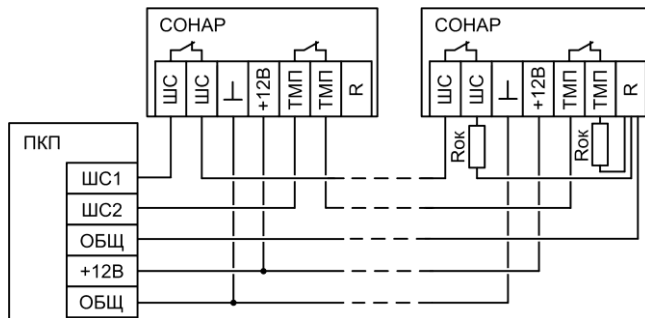 СОНАР
СОНАР
ШС ШС ⊥ +12В ТМП ТМП R
ШС ШС ⊥ +12В ТМП ТМП R
Rок Rок
ПКП
ШС1
ШС2
ОБЩ
+12В
ОБЩ